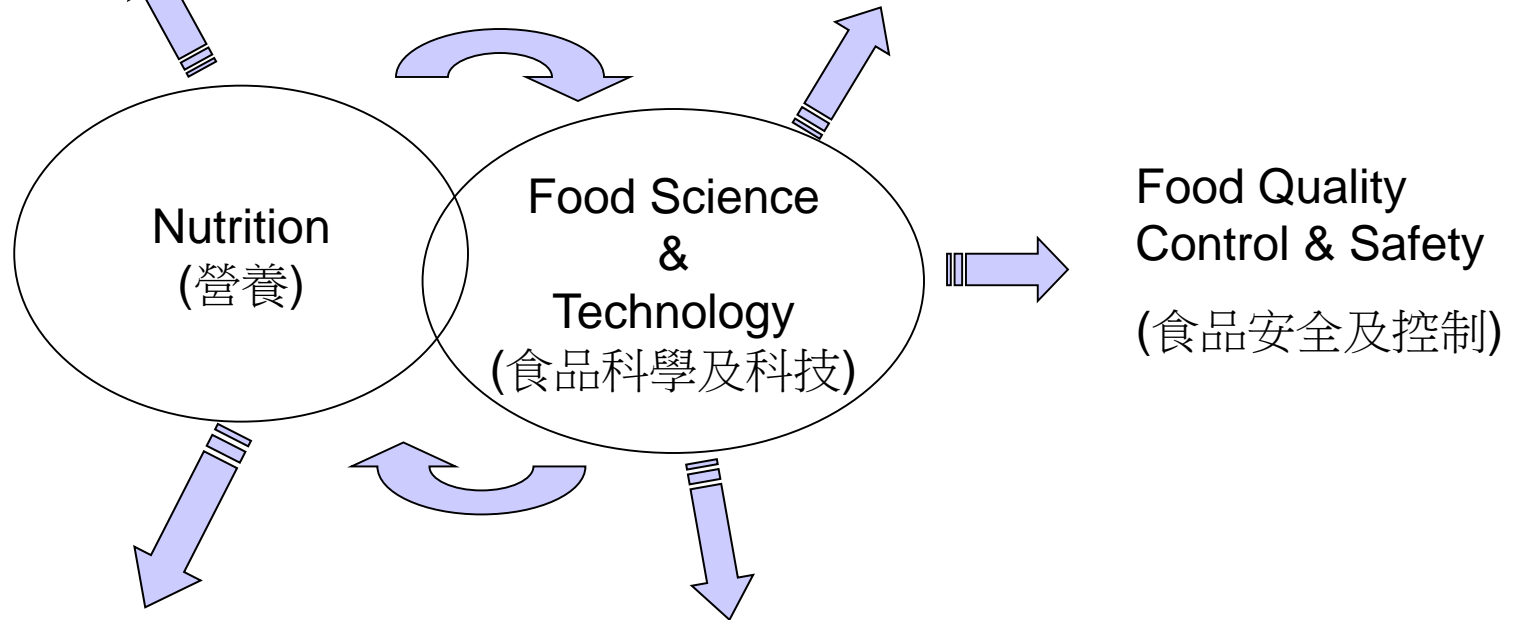 Nutrition
(營養)
Food Science
&
Technology
(食品科學及科技)
Food Quality
Control & Safety
(食品安全及控制)